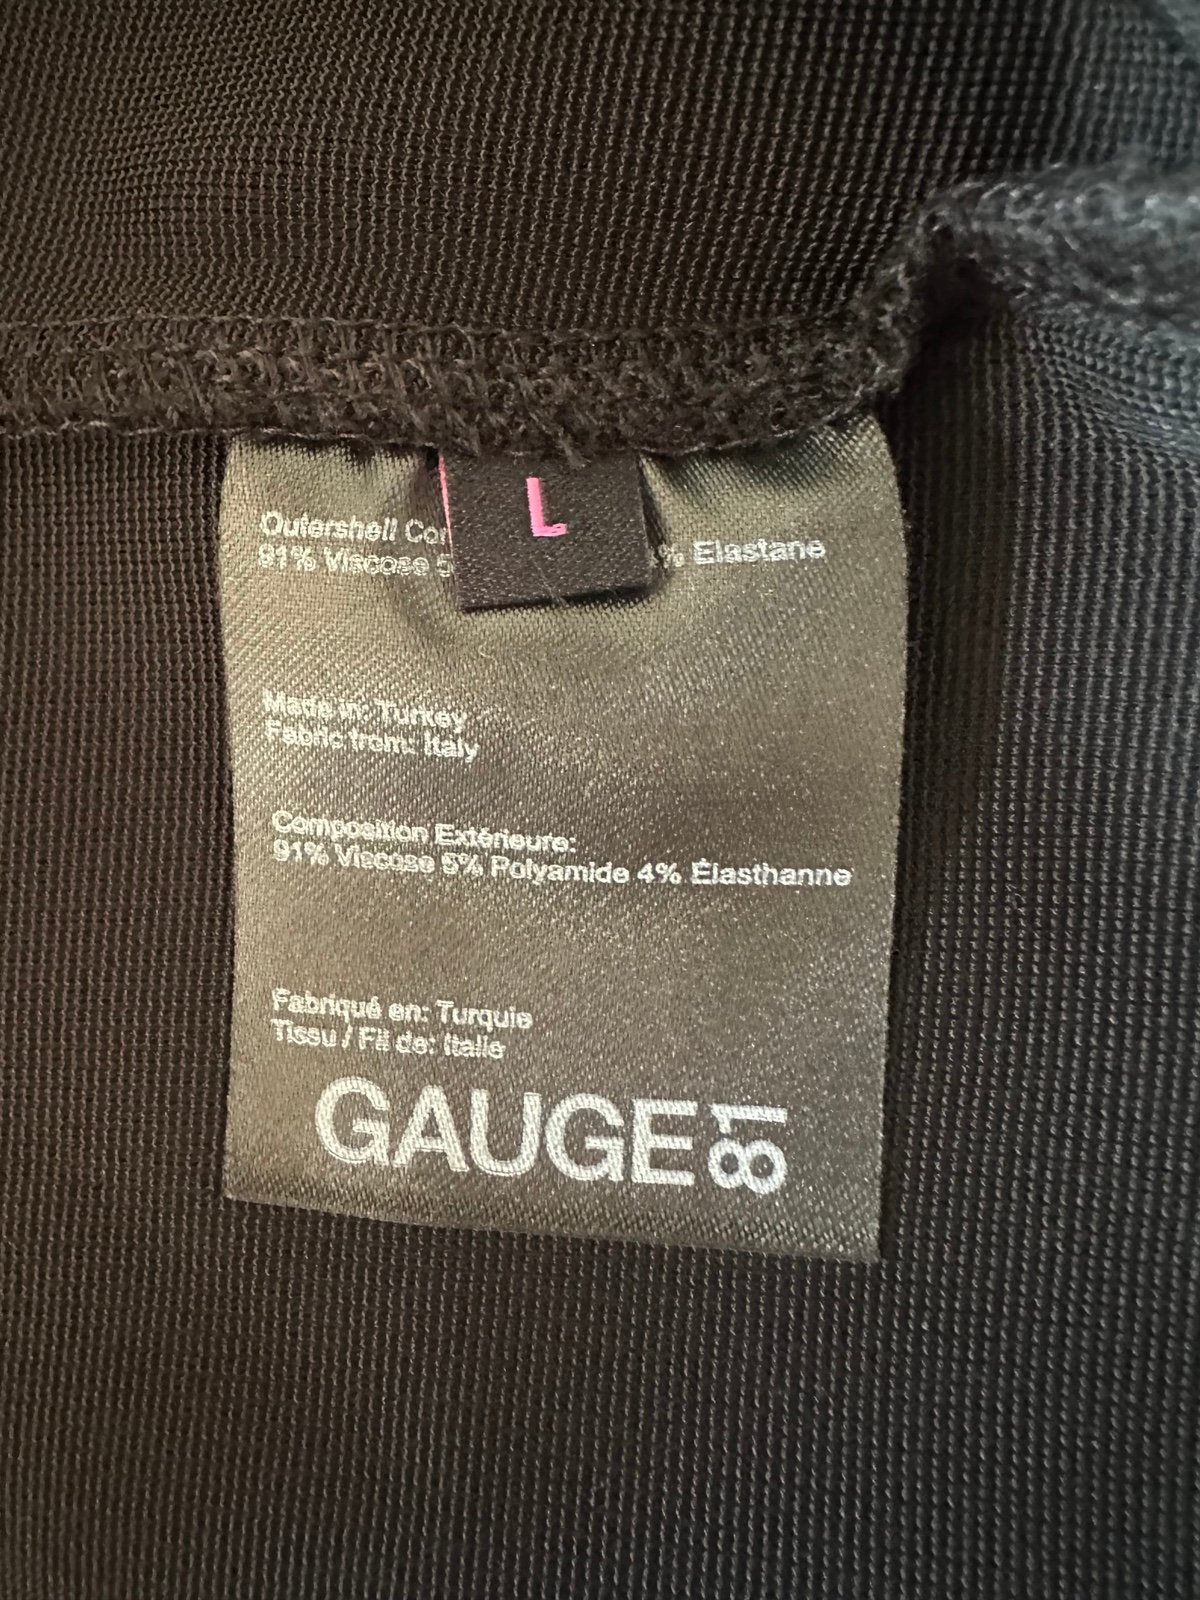 L
Outershell Co
91% Viscose 5 % Elastane
Made in: Turkey
Fabric from: Italy
Composition Extérieure:
91% Viscose 5% Polyamide 4% Élasthanne
Fabriqué en: Turquie
Tissu / Fil de: Italie
GAUGE81